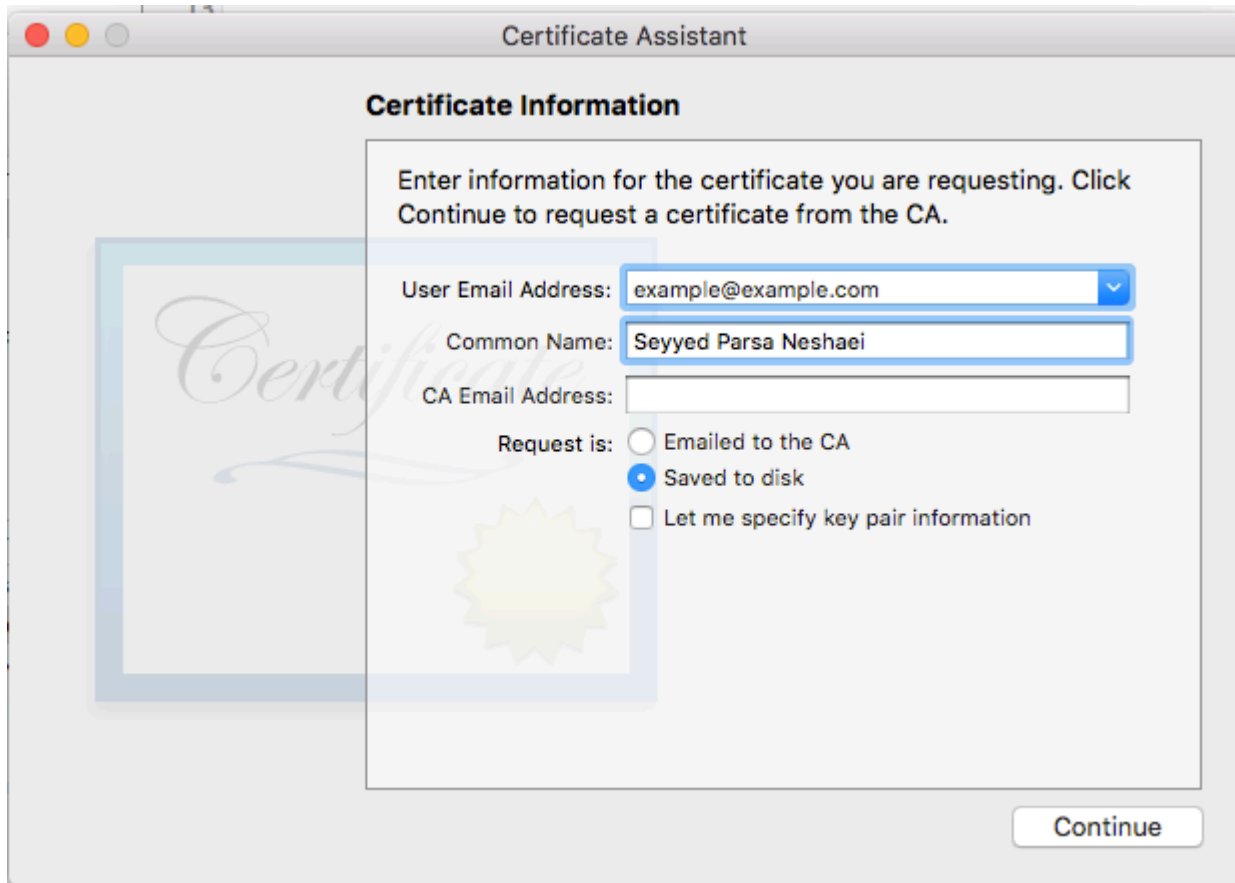 Certificate Assistant
Certificate Information
Enter information for the certificate you are requesting. Click
Continue to request a certificate from the CA.
User Email Address: example@example.com
Common Name: Seyyed Parsa Neshaei
CA Email Address:
Request is: Emailed to the CA
Saved to disk
Let me specify key pair information
Certificate
Continue